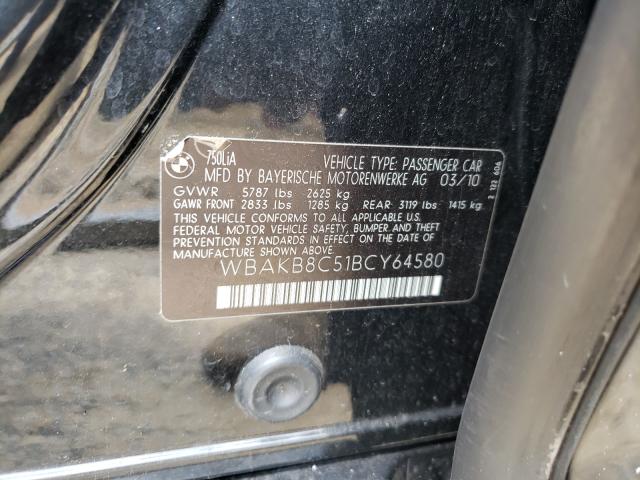 BMW
750LiA VEHICLE TYPE: PASSENGER CAR
MFD BY BAYERISCHE MOTORENWERKE AG 03/10
GVWR 5787 lbs 2625 kg
GAWR FRONT 2833 lbs 1285 kg REAR 3119 lbs 1415 kg
THIS VEHICLE CONFORMS TO ALL APPLICABLE U.S.
FEDERAL MOTOR VEHICLE SAFETY, BUMPER, AND THEFT
PREVENTION STANDARDS IN EFFECT ON THE DATE OF
MANUFACTURE SHOWN ABOVE.
WBAKB8C51BCY64580